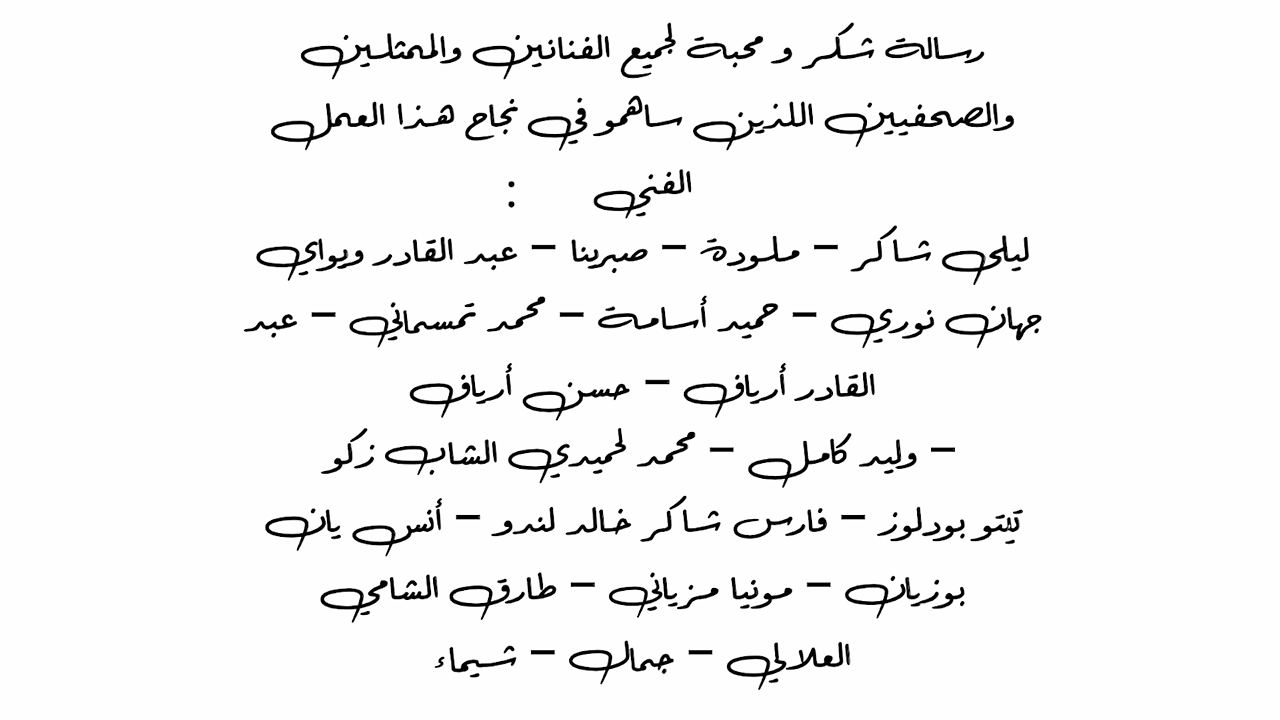 رسالة شكر و محبة لجميع الفنانين والممثلين
والصحفيين اللذين ساهمو في نجاح هذا العمل
الفني :
ليلى شاكر – ملودة – صبرينا – عبد القادر ويواي
جهان نوري – حميد أسامة – محمد تمسماني – عبد
القادر أرياف – حسن أرياف
– وليد كامل – محمد لحميدي الشاب زكو
تيتو بودلوز – فارس شاكر خالد لندو – أنس يان
بوزيان – مونيا مزياني – طارق الشامي
العلالي – جمال – شيماء